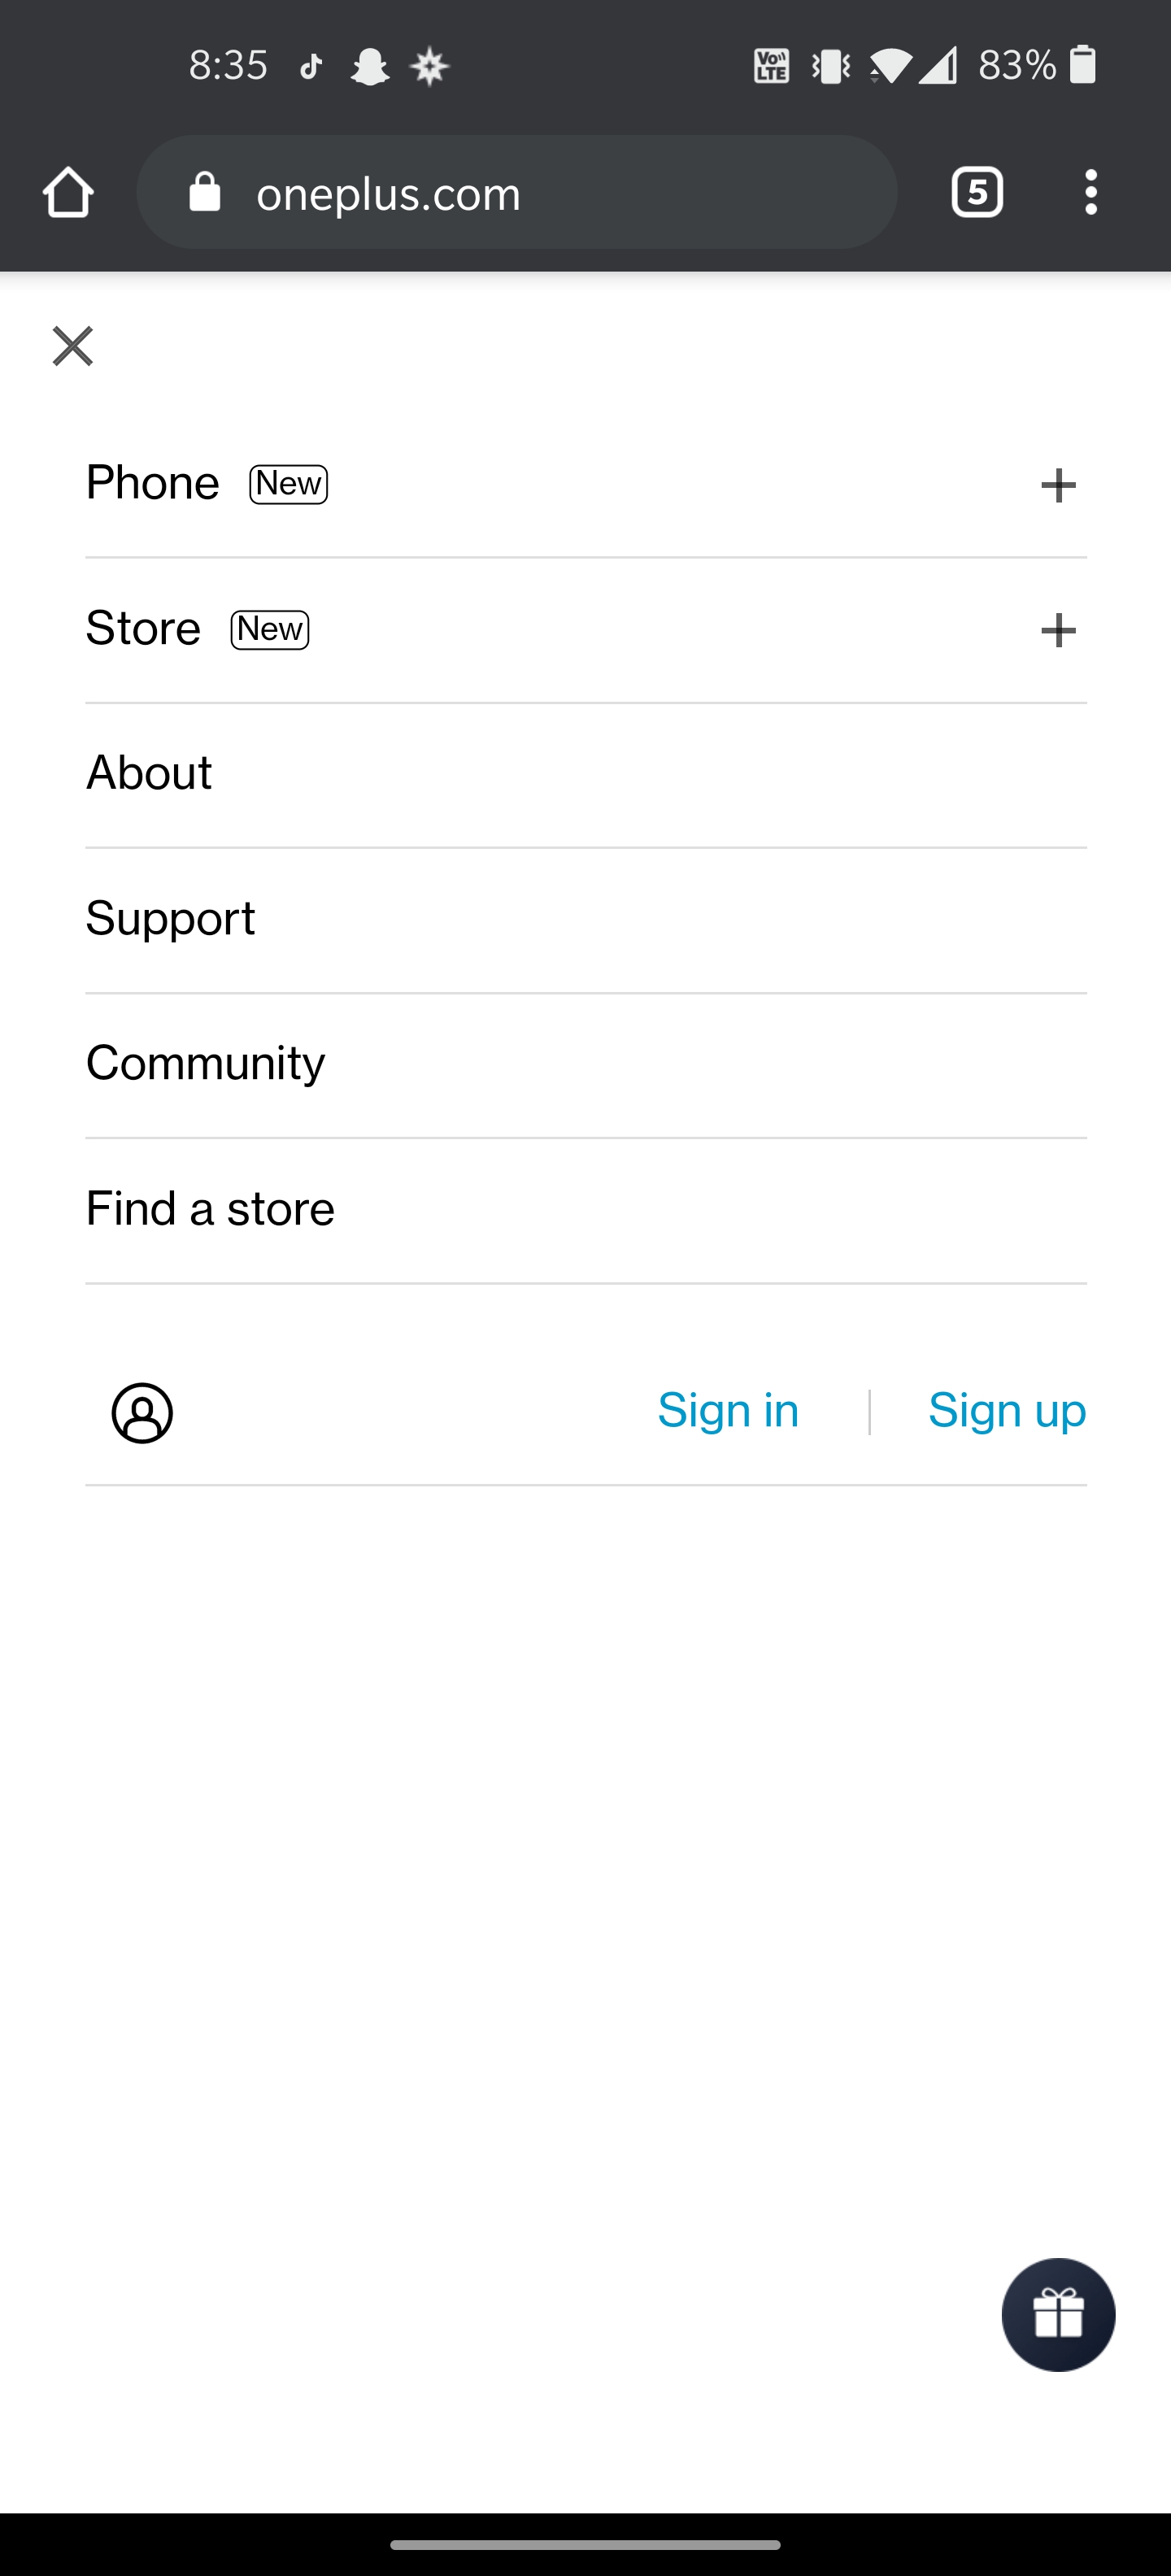 8:35 Vo LTE 83%
oneplus.com 5
Phone New
Store New
About
Support
Community
Find a store
Sign in Sign up